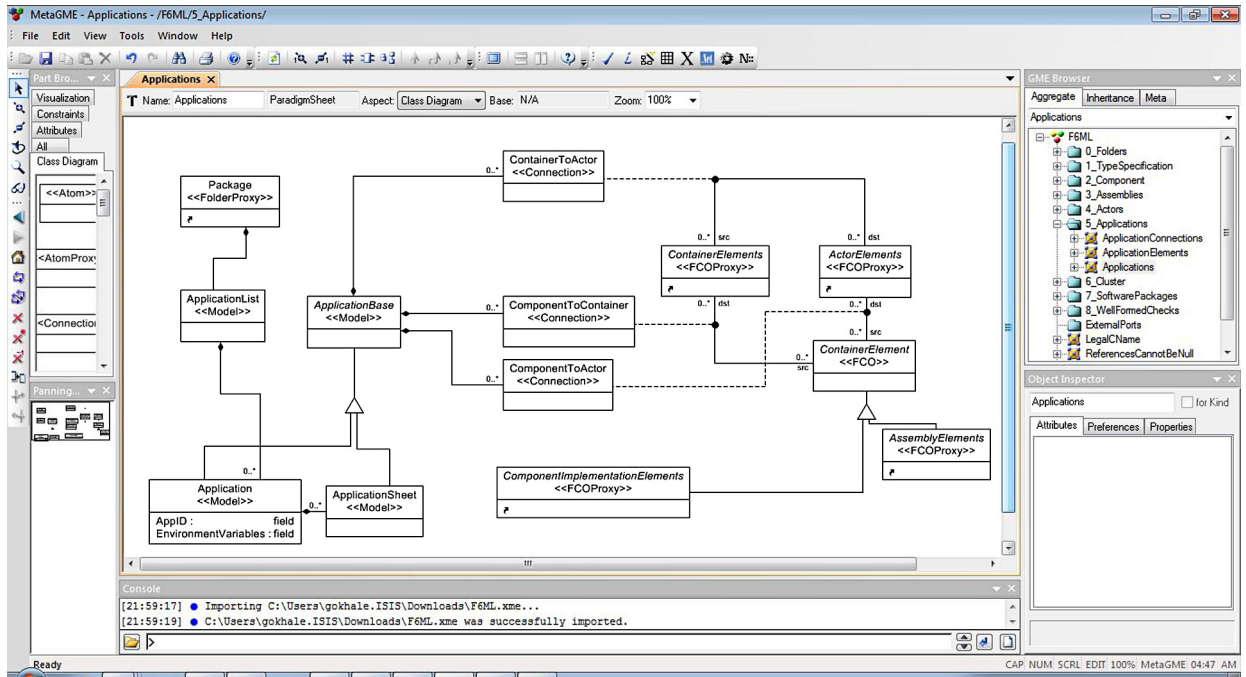 MetaGME - Applications - /F6ML/5_Applications/
File Edit View Tools Window Help
Part Bro...
Visualization
Constraints
Attributes
All
Class Diagram
<<Atom>>
<AtomProxy
<Connection
Panning...
Applications X
Name: Applications ParadigmSheet Aspect: Class Diagram Base: N/A Zoom: 100%
Package
<<FolderProxy>>
ApplicationList
<<Model>>
0..*
Application
<<Model>>
AppID : field
EnvironmentVariables : field
0..*
ApplicationSheet
<<Model>>
ApplicationBase
<<Model>>
0..*
ContainerToActor
<<Connection>>
0..*
ComponentToContainer
<<Connection>>
0..*
ComponentToActor
<<Connection>>
0..* src
ContainerElements
<<FCOProxy>>
0..* dst
0..* dst
ActorElements
<<FCOProxy>>
0..* dst
0..* src
0..*
src
ContainerElement
<<FCO>>
AssemblyElements
<<FCOProxy>>
ComponentImplementationElements
<<FCOProxy>>
Console
[21:59:17] Importing C:\Users\gokhale.ISIS\Downloads\F6ML.xme...
[21:59:19] C:\Users\gokhale.ISIS\Downloads\F6ML.xme was successfully imported.
>
GME Browser
Aggregate Inheritance Meta
Applications
F6ML
0_Folders
1_TypeSpecification
2_Component
3_Assemblies
4_Actors
5_Applications
ApplicationConnections
ApplicationElements
Applications
6_Cluster
7_SoftwarePackages
8_WellFormedChecks
ExternalPorts
LegalCName
ReferencesCannotBeNull
Object Inspector
Applications for Kind
Attributes Preferences Properties
Ready
CAP NUM SCRL EDIT 100% MetaGME 04:47 AM